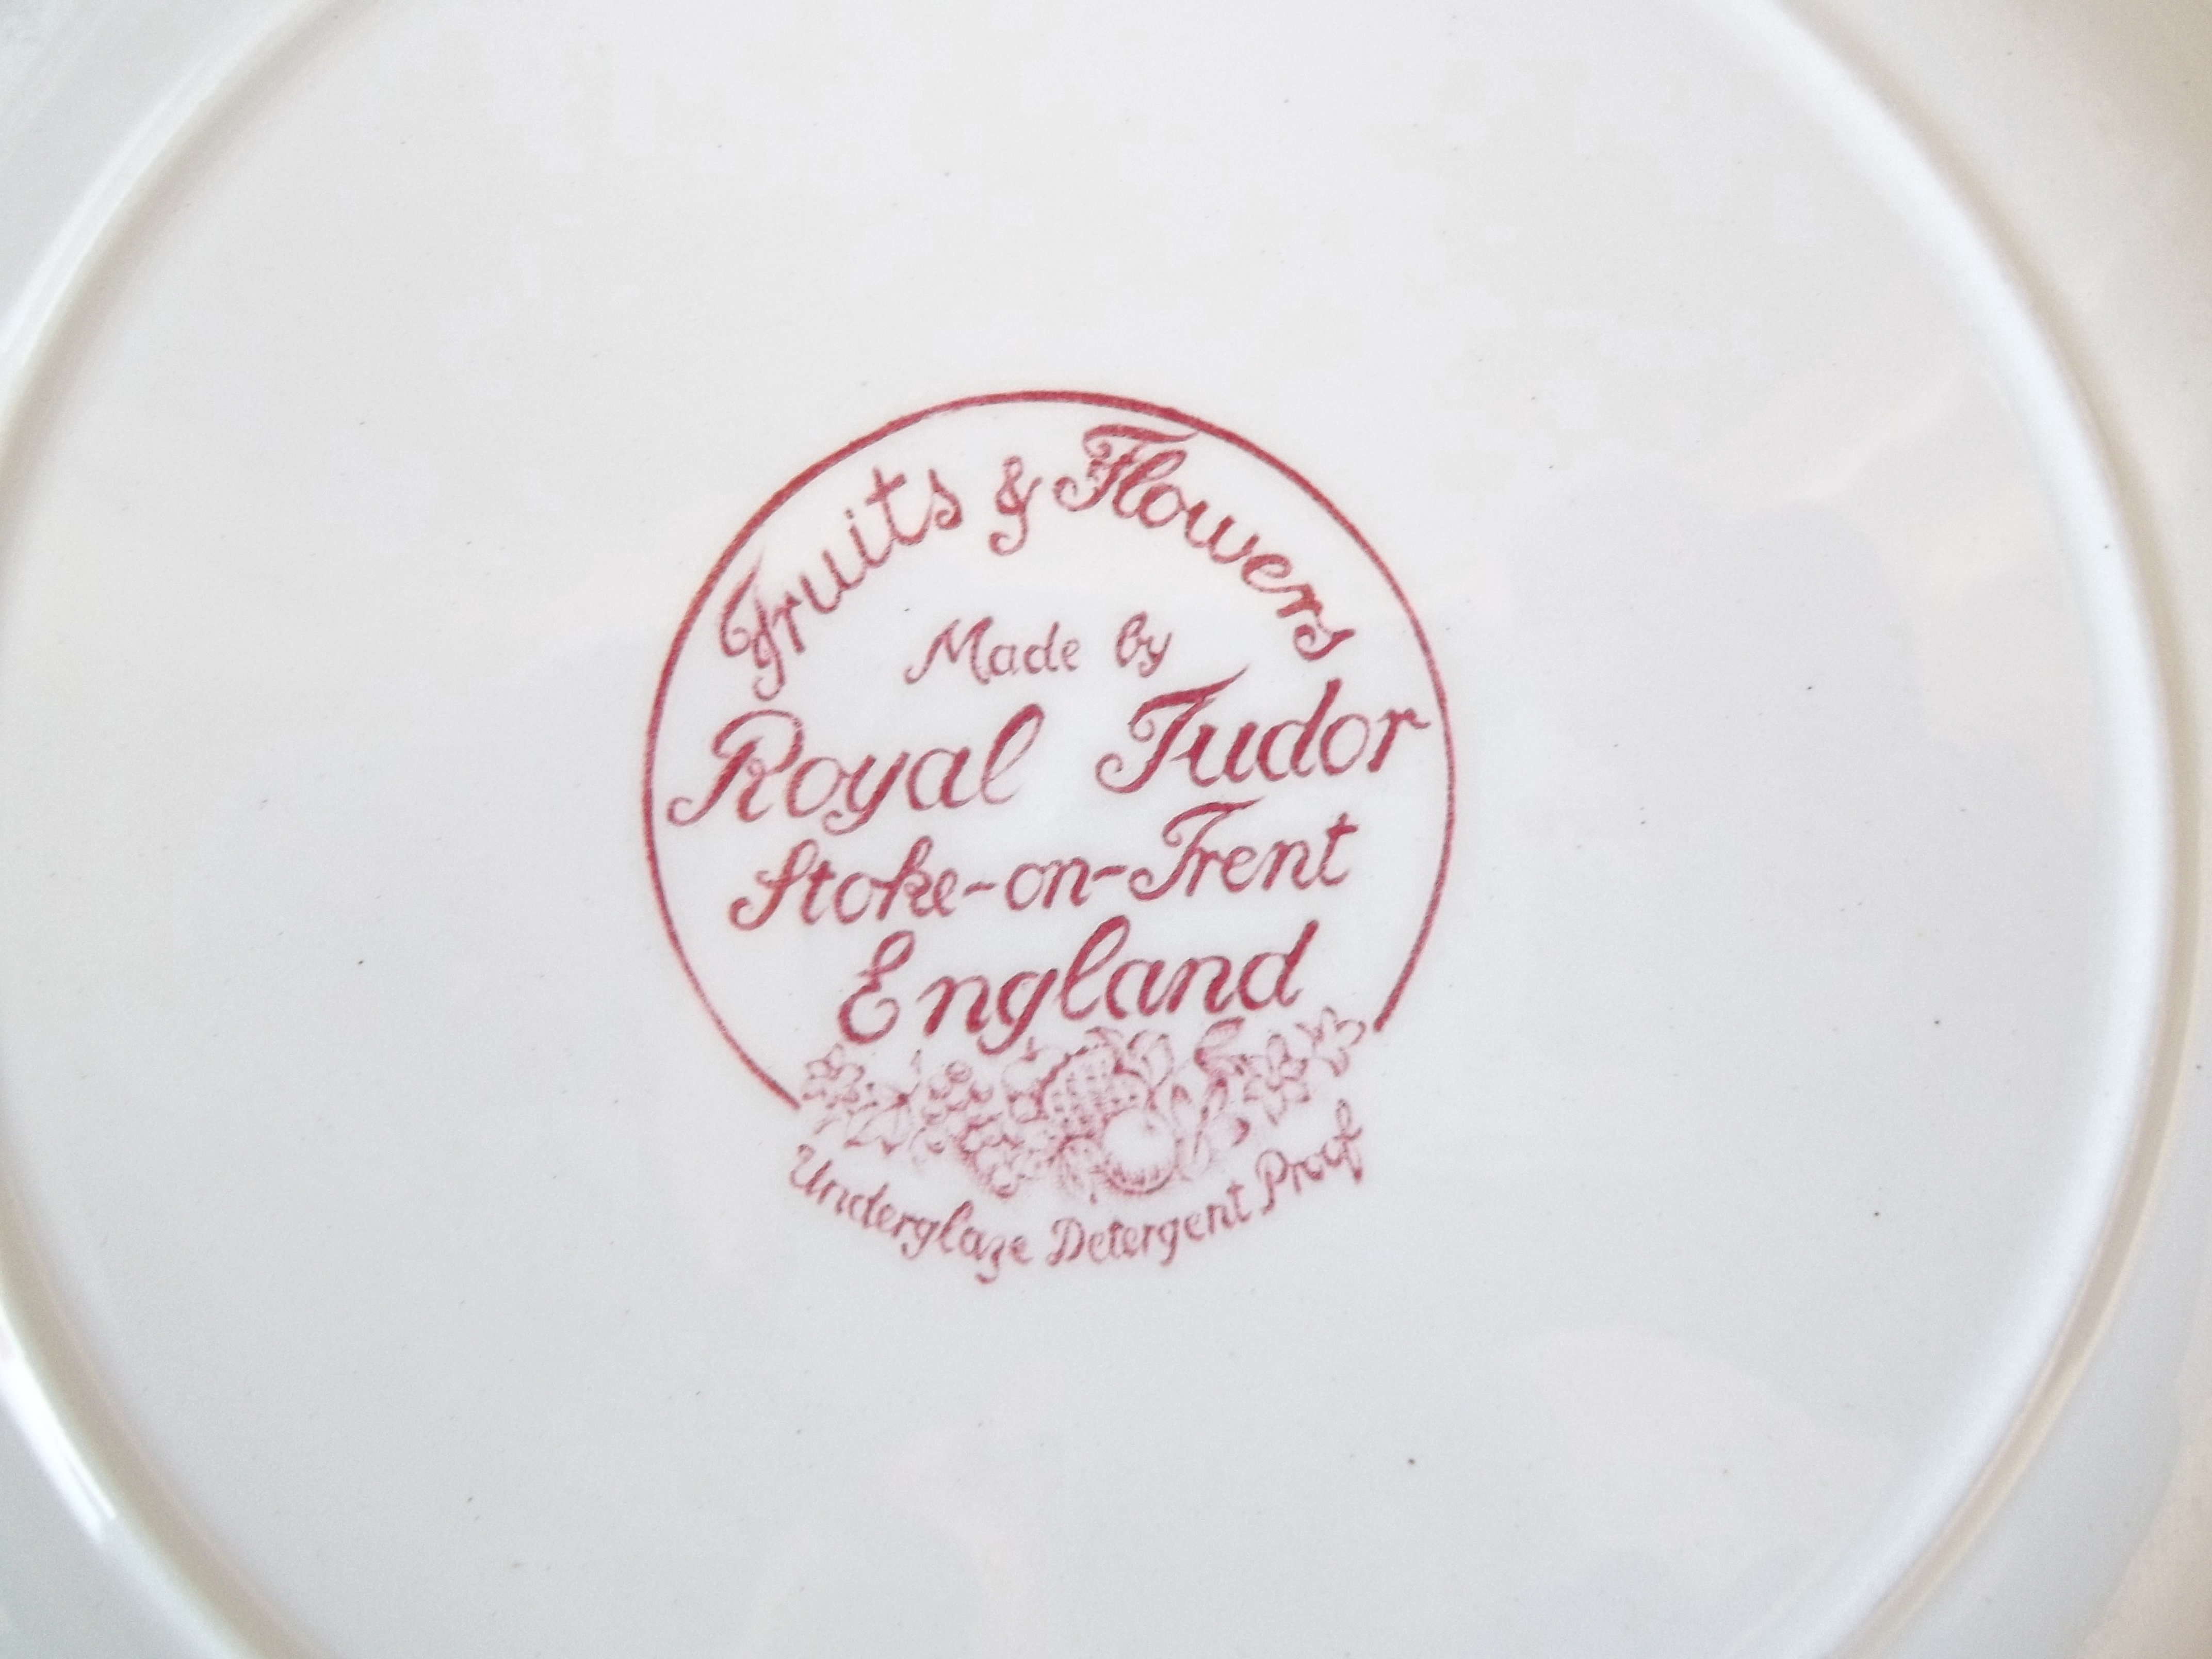 Fruits & Flowers
Made by
Royal Tudor
Stoke-on-Trent
England
Underglaze Detergent Proof